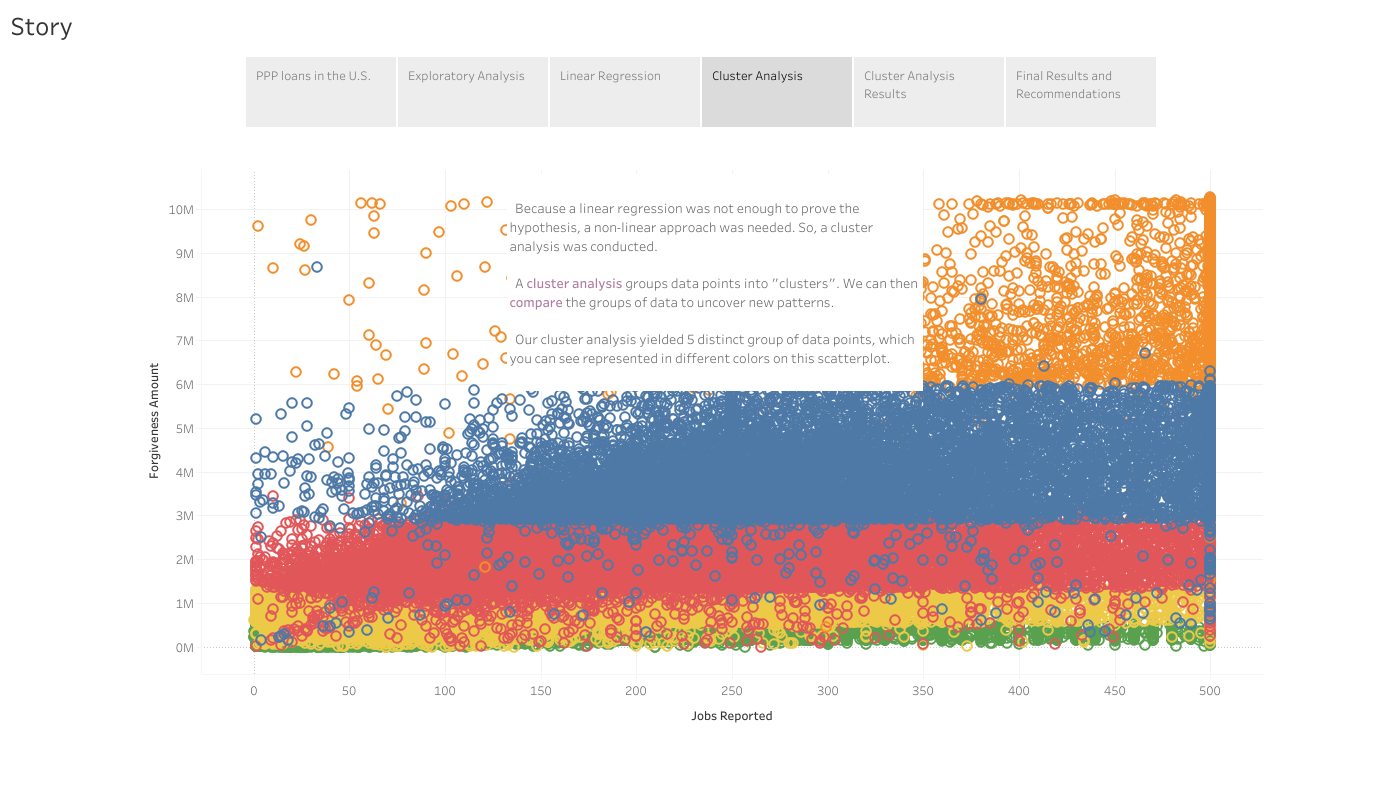 Story
PPP loans in the U.S.
Exploratory Analysis
Linear Regression
Cluster Analysis
Cluster Analysis
Results
Final Results and
Recommendations
Because a linear regression was not enough to prove the
hypothesis, a non-linear approach was needed. So, a cluster
analysis was conducted.
A cluster analysis groups data points into "clusters". We can then
compare the groups of data to uncover new patterns.
Our cluster analysis yielded 5 distinct group of data points, which
you can see represented in different colors on this scatterplot.
Forgiveness Amount
10M
9M
8M
7M
6M
5M
4M
3M
2M
1M
0M
0 50 100 150 200 250 300 350 400 450 500
Jobs Reported